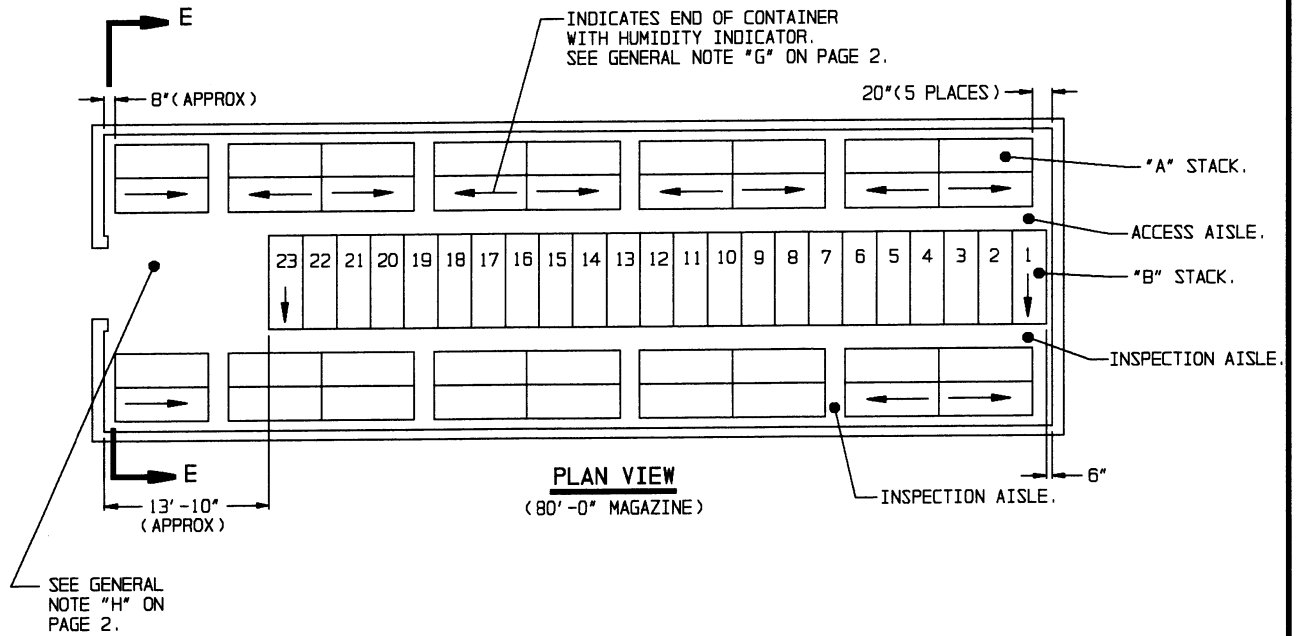 E
INDICATES END OF CONTAINER
WITH HUMIDITY INDICATOR.
SEE GENERAL NOTE "G" ON PAGE 2.
8"(APPROX)
20"(5 PLACES)
"A" STACK.
ACCESS AISLE.
23 22 21 20 19 18 17 16 15 14 13 12 11 10 9 8 7 6 5 4 3 2 1
"B" STACK.
INSPECTION AISLE.
E
PLAN VIEW
(80'-0" MAGAZINE)
6"
INSPECTION AISLE.
13'-10"
(APPROX)
SEE GENERAL
NOTE "H" ON
PAGE 2.